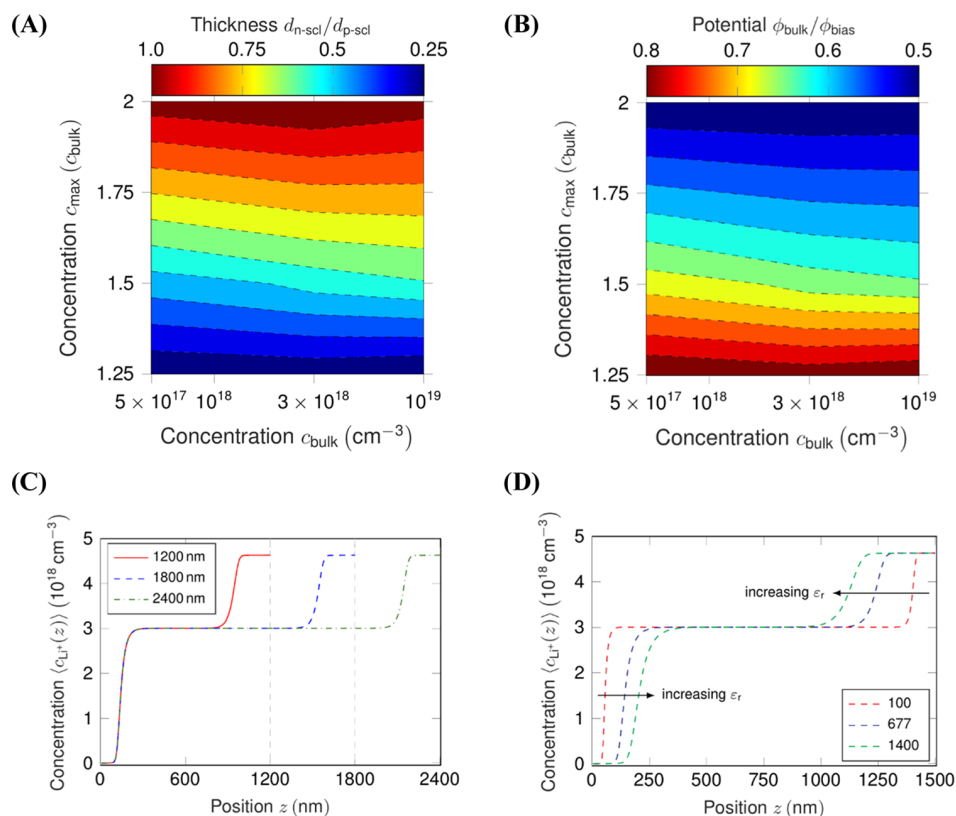 (A)
Thickness d_n-scl/d_p-scl
1.0 0.75 0.5 0.25
Concentration c_max (c_bulk)
2
1.75
1.5
1.25
5 × 10^17 10^18 3 × 10^18 10^19
Concentration c_bulk (cm^−3)
(B)
Potential ϕ_bulk/ϕ_bias
0.8 0.7 0.6 0.5
Concentration c_max (c_bulk)
2
1.75
1.5
1.25
5 × 10^17 10^18 3 × 10^18 10^19
Concentration c_bulk (cm^−3)
(C)
Concentration ⟨c_Li+(z)⟩ (10^18 cm^−3)
5
4
3
2
1
0
1200 nm
1800 nm
2400 nm
0 600 1200 1800 2400
Position z (nm)
(D)
Concentration ⟨c_Li+(z)⟩ (10^18 cm^−3)
5
4
3
2
1
0
increasing ε_r
increasing ε_r
100
677
1400
0 250 500 750 1000 1250 1500
Position z (nm)